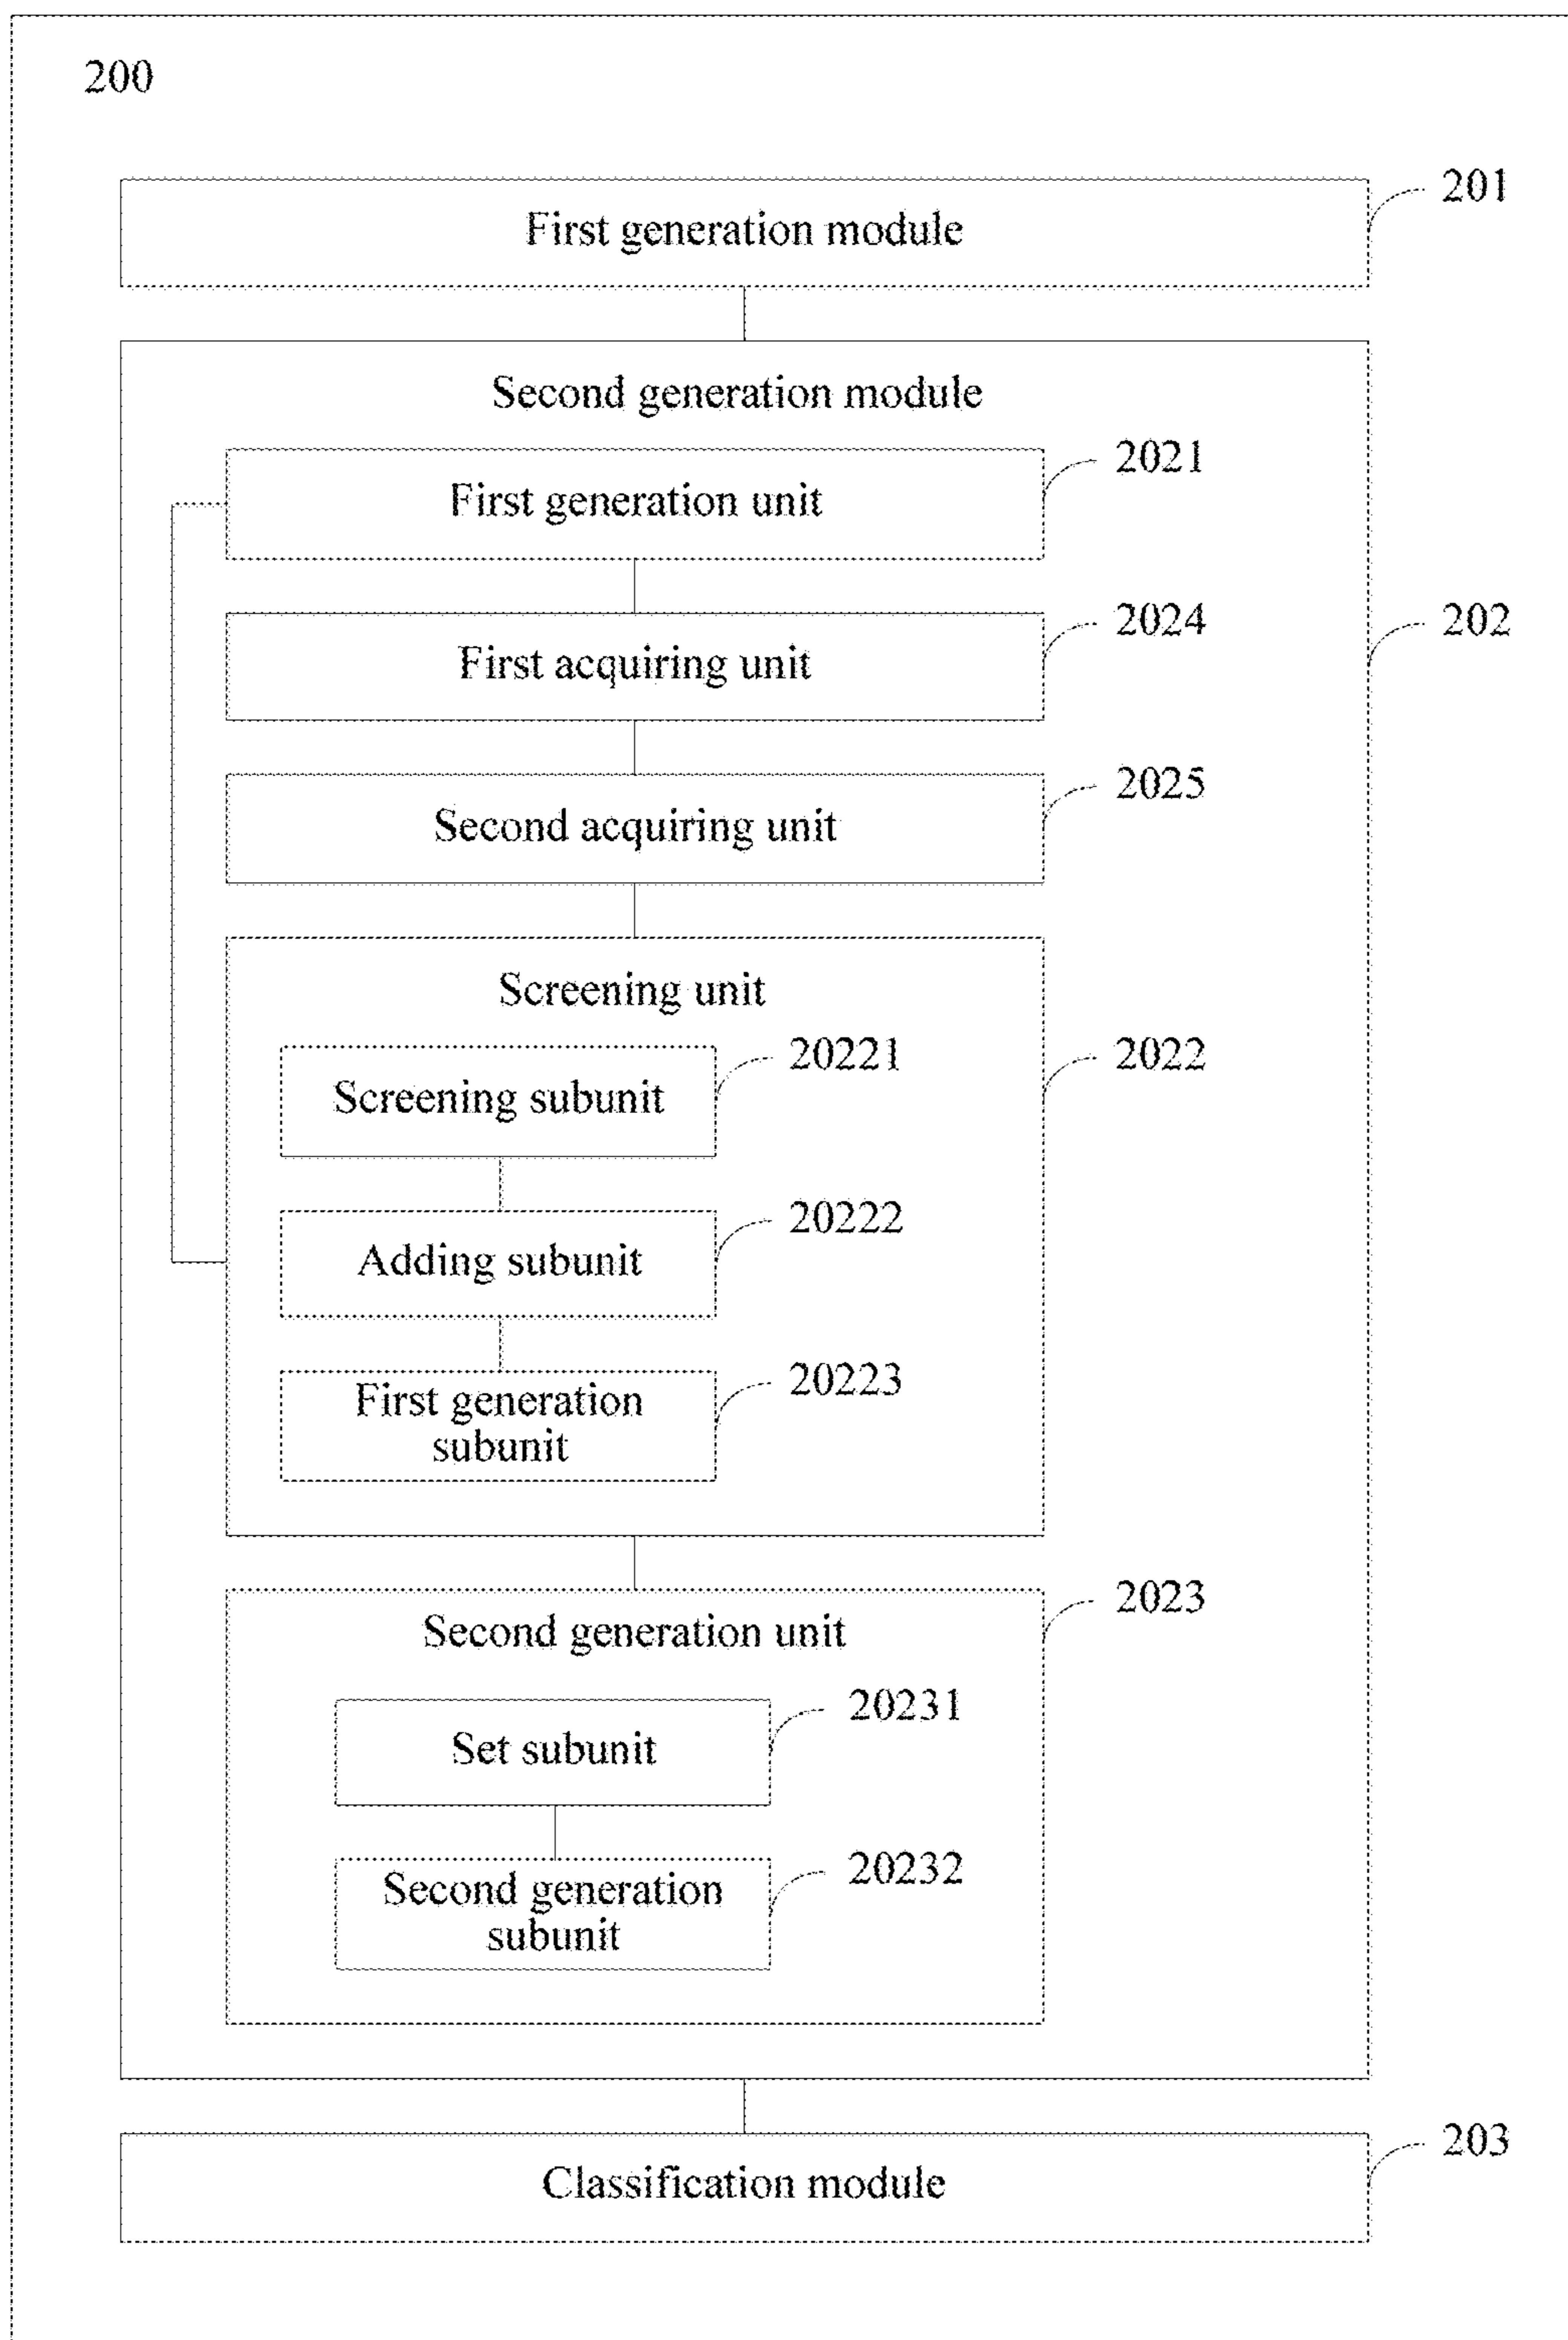 200
201
First generation module
Second generation module
2021
First generation unit
2024
202
First acquiring unit
2025
Second acquiring unit
Screening unit
20221
2022
Screening subunit
20222
Adding subunit
20223
First generation
subunit
2023
Second generation unit
20231
Set subunit
20232
Second generation
subunit
203
Classification module